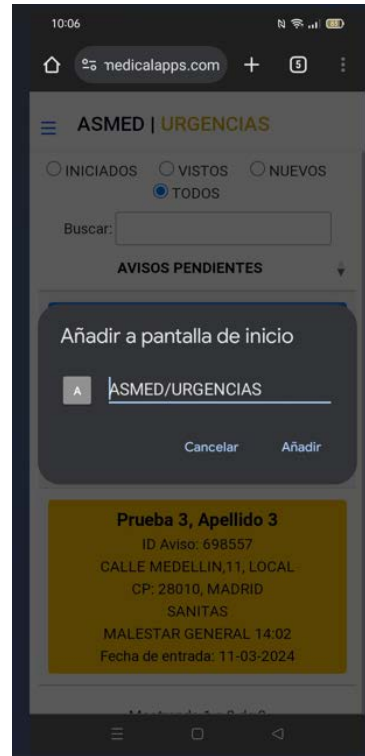 10:06
medicalapps.com + 5
ASMED | URGENCIAS
INICIADOS VISTOS NUEVOS
TODOS
Buscar:
AVISOS PENDIENTES
Añadir a pantalla de inicio
A ASMED/URGENCIAS
Cancelar Añadir
Prueba 3, Apellido 3
ID Aviso: 698557
CALLE MEDELLIN,11, LOCAL
CP: 28010, MADRID
SANITAS
MALESTAR GENERAL 14:02
Fecha de entrada: 11-03-2024